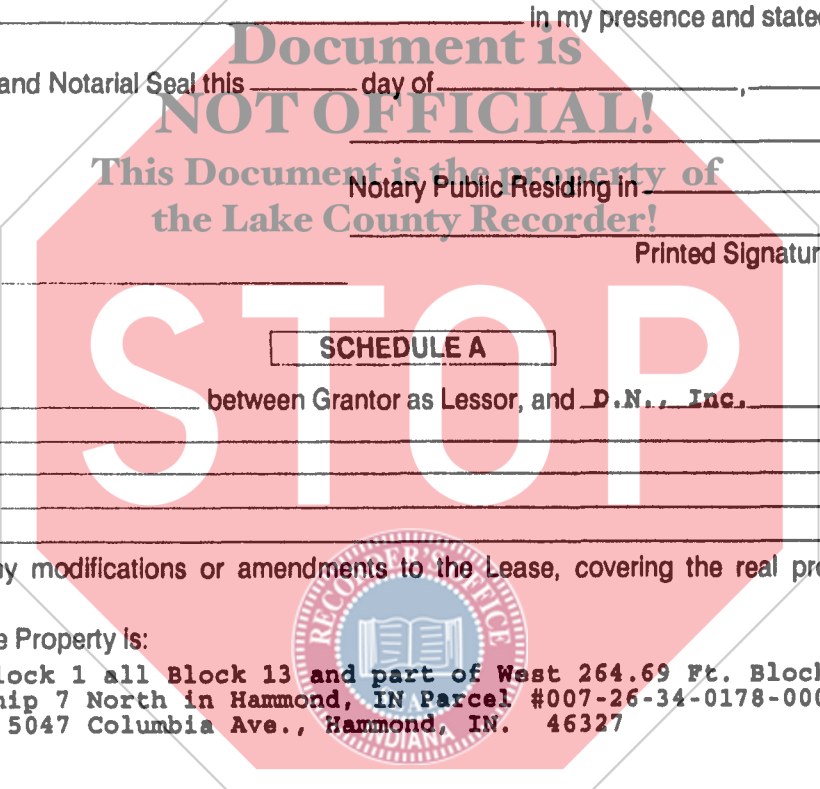 in my presence and stated
Document is
and Notarial Seal this day of ,
NOT OFFICIAL!
This Document is the property of
Notary Public Residing in
the Lake County Recorder!
Printed Signatur
STOP
SCHEDULE A
between Grantor as Lessor, and D.N., Inc.
modifications or amendments to the Lease, covering the real pro
RECORDER'S OFFICE
Property is:
lock 1 all Block 13 and part of West 264.69 Ft. Block
hip 7 North in Hammond, IN Parcel #007-26-34-0178-000
5047 Columbia Ave., Hammond, IN. 46327
INDIANA